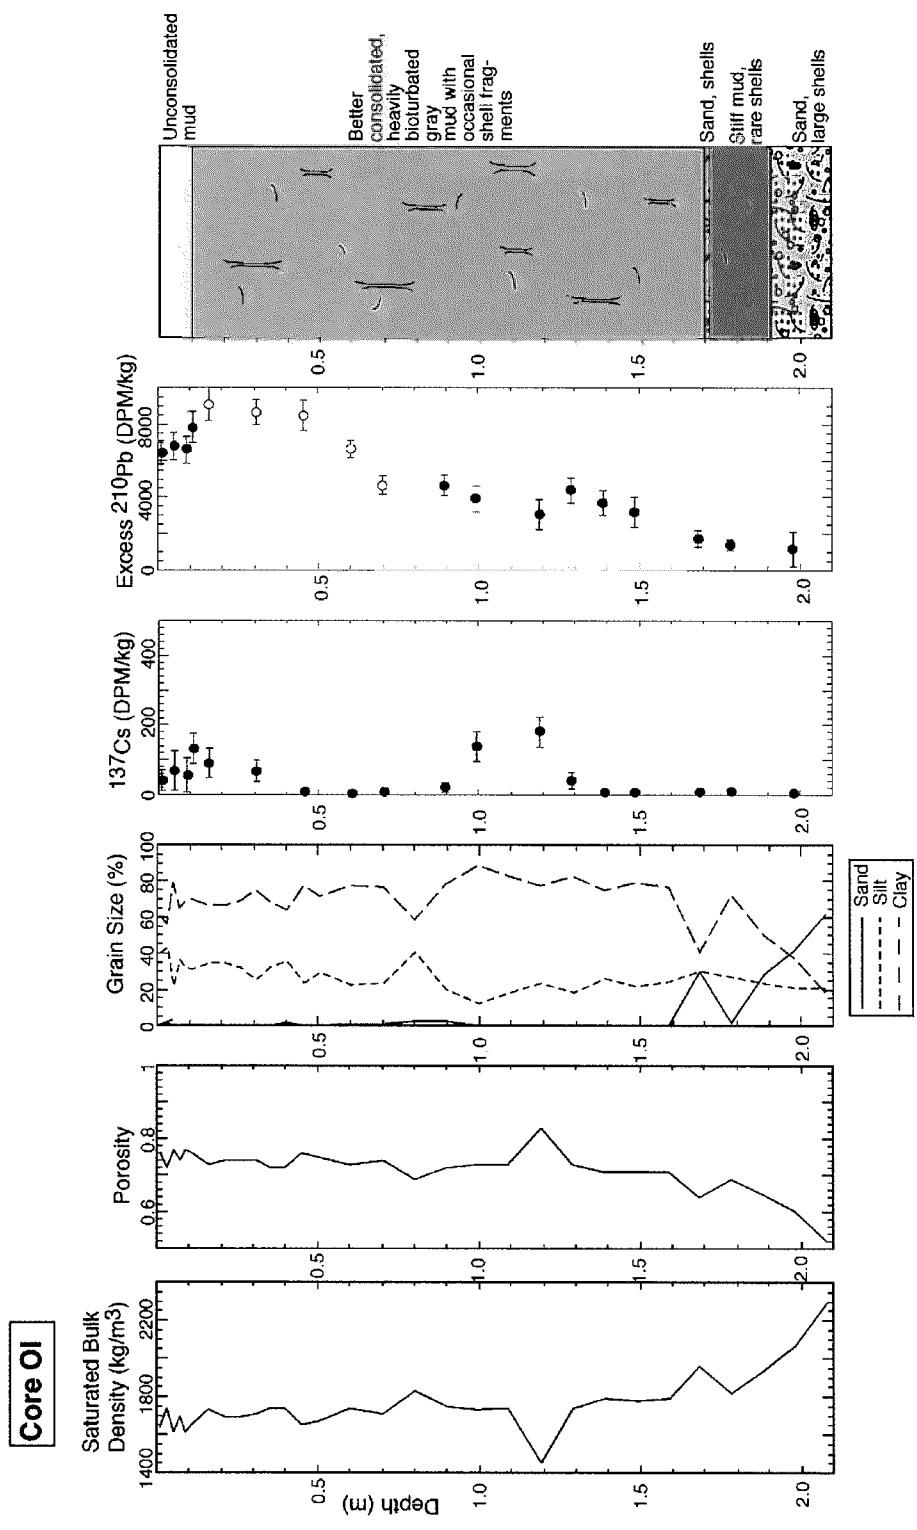 Core OI
Saturated Bulk
Density (kg/m3)
1400
1800
2200
Depth (m)
0.5
1.0
1.5
2.0
Porosity
0.6
0.8
1
0.5
1.0
1.5
2.0
Grain Size (%)
0
20
40
60
80
100
0.5
1.0
1.5
2.0
Sand
Silt
Clay
137Cs (DPM/kg)
0
200
400
0.5
1.0
1.5
2.0
Excess 210Pb (DPM/kg)
0
4000
8000
0.5
1.0
1.5
2.0
0.5
1.0
1.5
2.0
Unconsolidated
mud
Better
consolidated,
heavily
bioturbated
gray
mud with
occasional
shell frag-
ments
Sand, shells
Stiff mud,
rare shells
Sand,
large shells